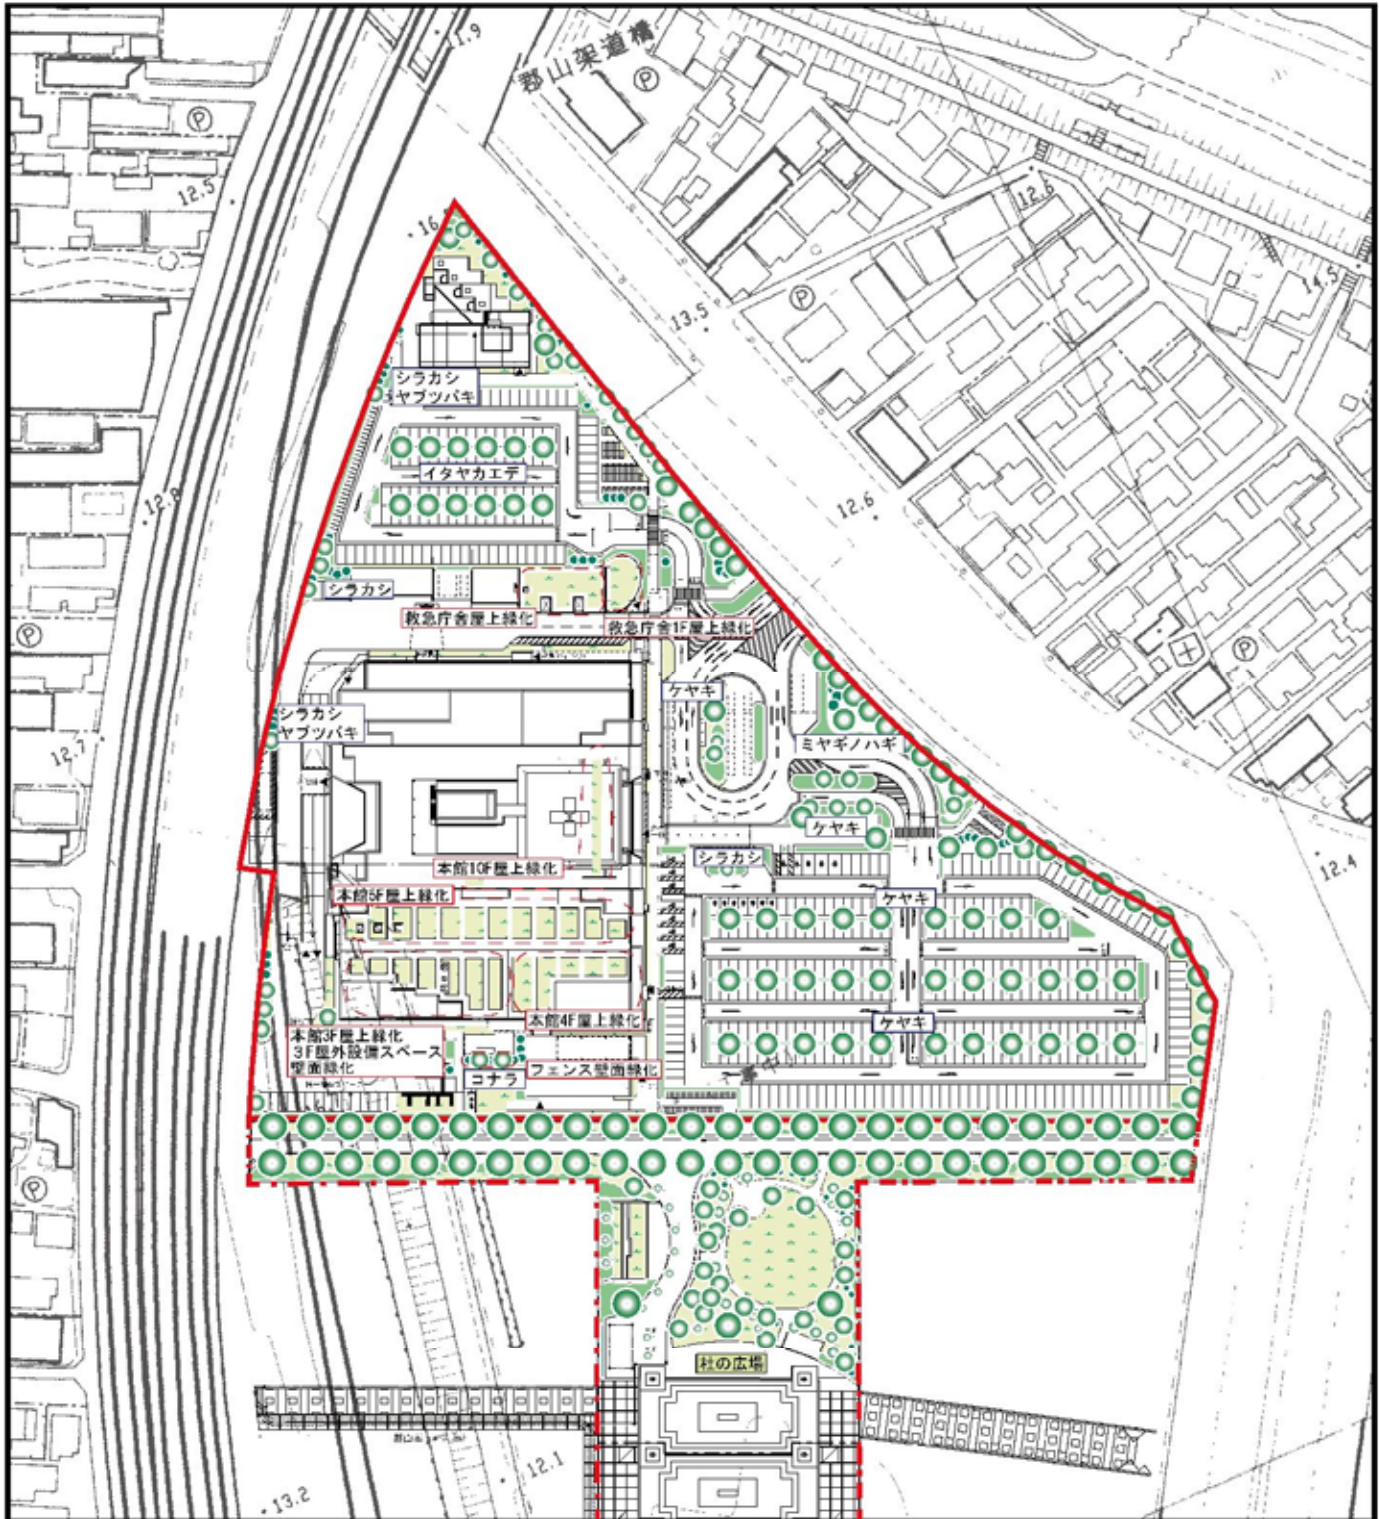 11.9
郡山架道橋
P
P
12.5
12.6
16.
14.5
P
13.5
シラカシ
ヤブツバキ
イタヤカエデ
12.8
12.6
シラカシ
救急庁舎屋上緑化
救急庁舎1F屋上緑化
P
P
ケヤキ
シラカシ
ヤブツバキ
12.7
ミヤギノハギ
ケヤキ
シラカシ
12.4
本館10F屋上緑化
本館5F屋上緑化
ケヤキ
本館4F屋上緑化
ケヤキ
本館3F屋上緑化
3F屋外設備スペース
壁面緑化
フェンス壁面緑化
コナラ
P
杜の広場
12.1
13.2